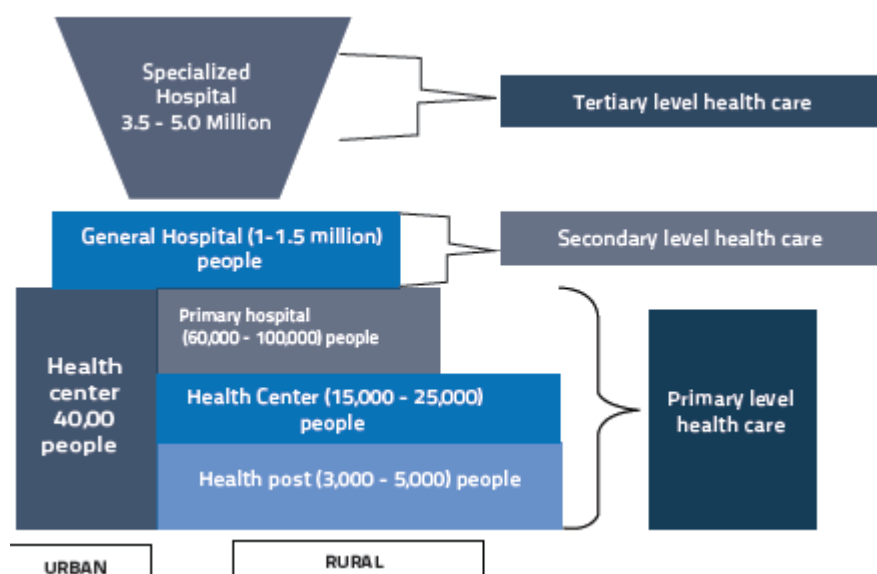 Specialized
Hospital
3.5 - 5.0 Million
Tertiary level health care
General Hospital (1-1.5 million)
people
Secondary level health care
Primary hospital
(60,000 - 100,000) people
Health
center
40,00
people
Health Center (15,000 - 25,000)
people
Primary level
health care
Health post (3,000 - 5,000) people
URBAN
RURAL